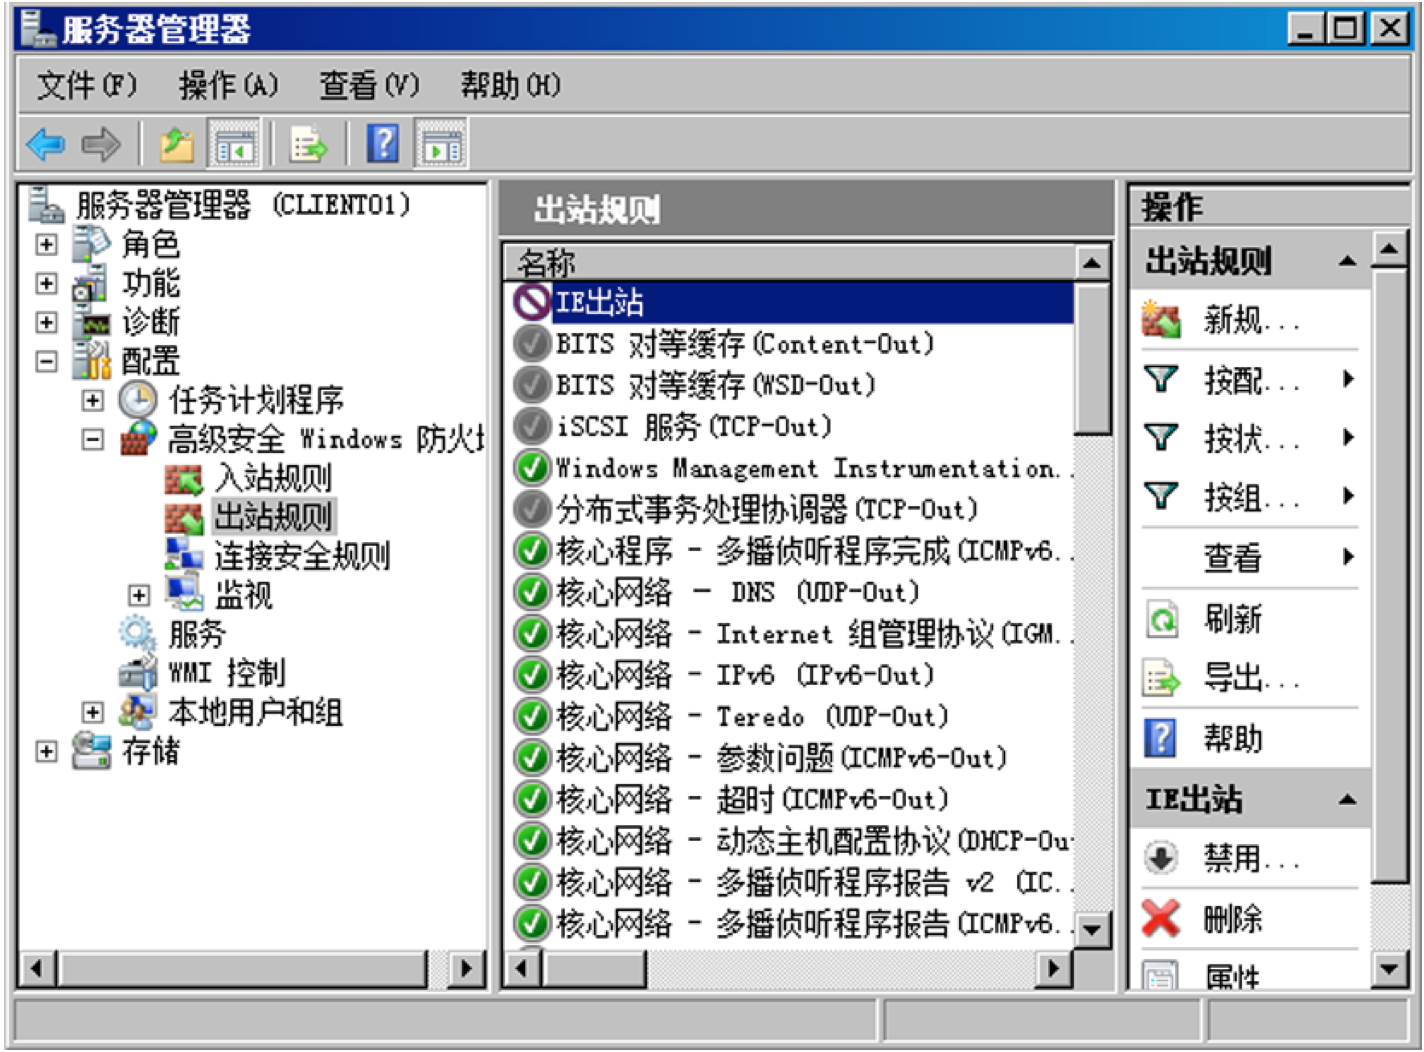 服务器管理器
文件(F) 操作(A) 查看(V) 帮助(H)
服务器管理器 (CLIENT01)
角色
功能
诊断
配置
任务计划程序
高级安全 Windows 防火
入站规则
出站规则
连接安全规则
监视
服务
WMI 控制
本地用户和组
存储
出站规则
名称
IE出站
BITS 对等缓存(Content-Out)
BITS 对等缓存(WSD-Out)
iSCSI 服务(TCP-Out)
Windows Management Instrumentation..
分布式事务处理协调器(TCP-Out)
核心程序 - 多播侦听程序完成(ICMPv6..
核心网络 - DNS (UDP-Out)
核心网络 - Internet 组管理协议(IGM..
核心网络 - IPv6 (IPv6-Out)
核心网络 - Teredo (UDP-Out)
核心网络 - 参数问题(ICMPv6-Out)
核心网络 - 超时(ICMPv6-Out)
核心网络 - 动态主机配置协议(DHCP-Ou
核心网络 - 多播侦听程序报告 v2 (IC..
核心网络 - 多播侦听程序报告(ICMPv6..
操作
出站规则
新规...
按配...
按状...
按组...
查看
刷新
导出...
帮助
IE出站
禁用...
删除
属性